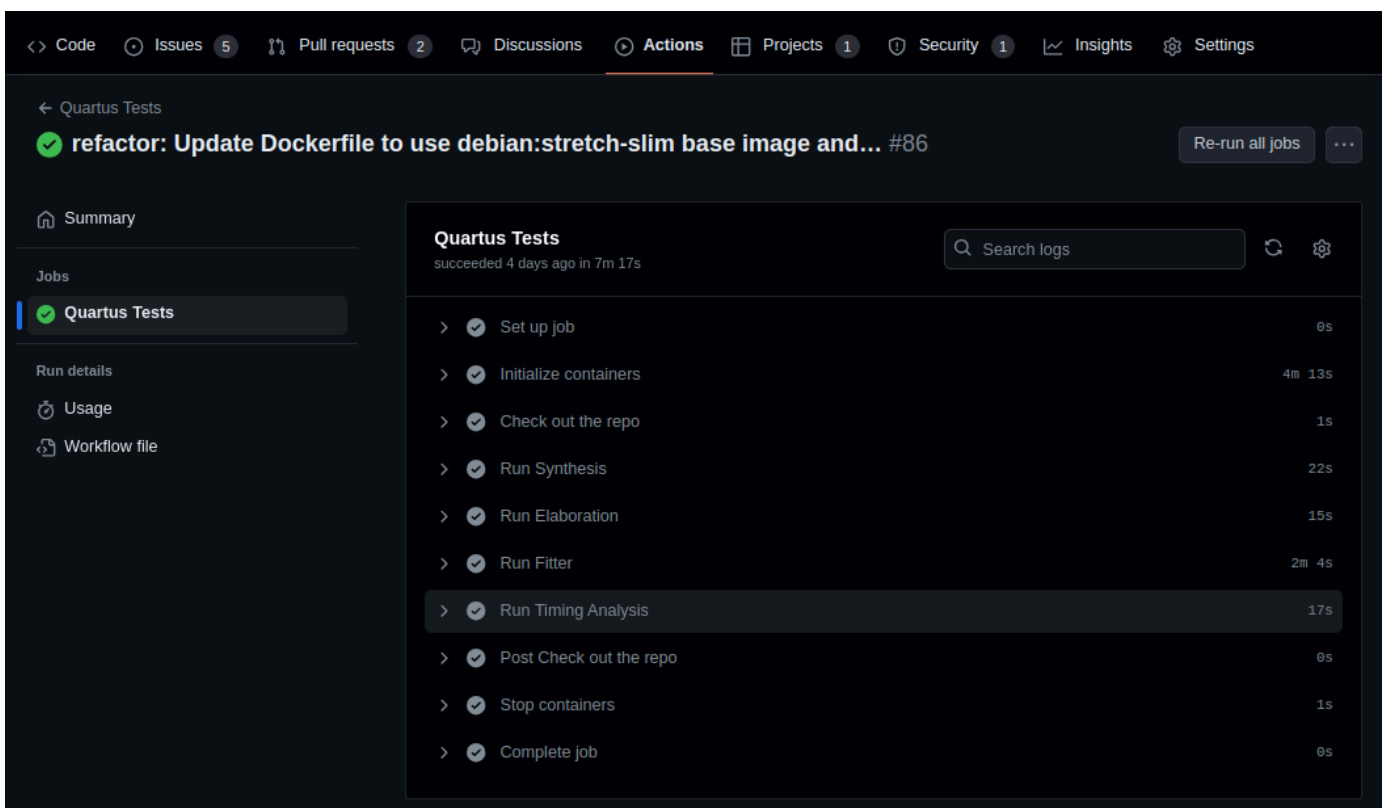 Code Issues 5 Pull requests 2 Discussions Actions Projects 1 Security 1 Insights Settings
Quartus Tests
refactor: Update Dockerfile to use debian:stretch-slim base image and… #86
Re-run all jobs
Summary
Jobs
Quartus Tests
Run details
Usage
Workflow file
Quartus Tests
succeeded 4 days ago in 7m 17s
Search logs
Set up job 0s
Initialize containers 4m 13s
Check out the repo 1s
Run Synthesis 22s
Run Elaboration 15s
Run Fitter 2m 4s
Run Timing Analysis 17s
Post Check out the repo 0s
Stop containers 1s
Complete job 0s